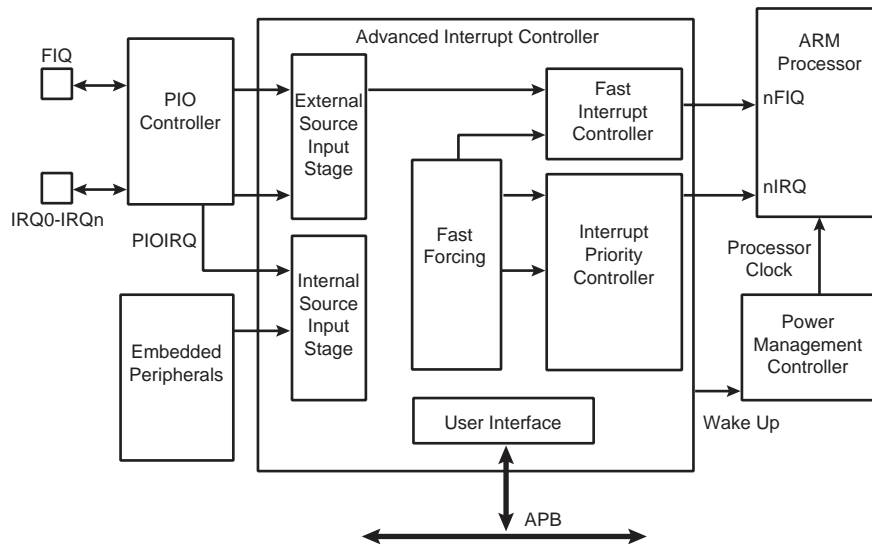 FIQ
PIO
Controller
IRQ0-IRQn
PIOIRQ
Embedded
Peripherals
Advanced Interrupt Controller
External
Source
Input
Stage
Internal
Source
Input
Stage
Fast
Forcing
Fast
Interrupt
Controller
Interrupt
Priority
Controller
User Interface
APB
ARM
Processor
nFIQ
nIRQ
Processor
Clock
Power
Management
Controller
Wake Up